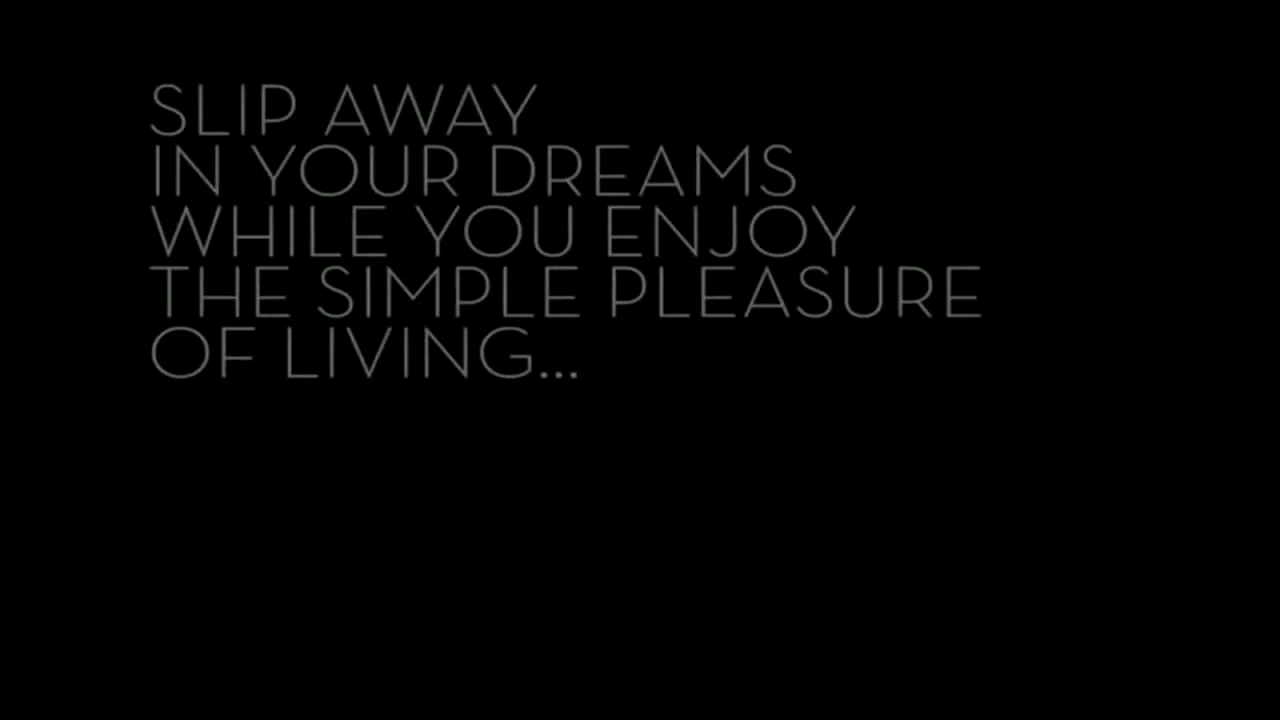 SLIP AWAY
IN YOUR DREAMS
WHILE YOU ENJOY
THE SIMPLE PLEASURE
OF LIVING...